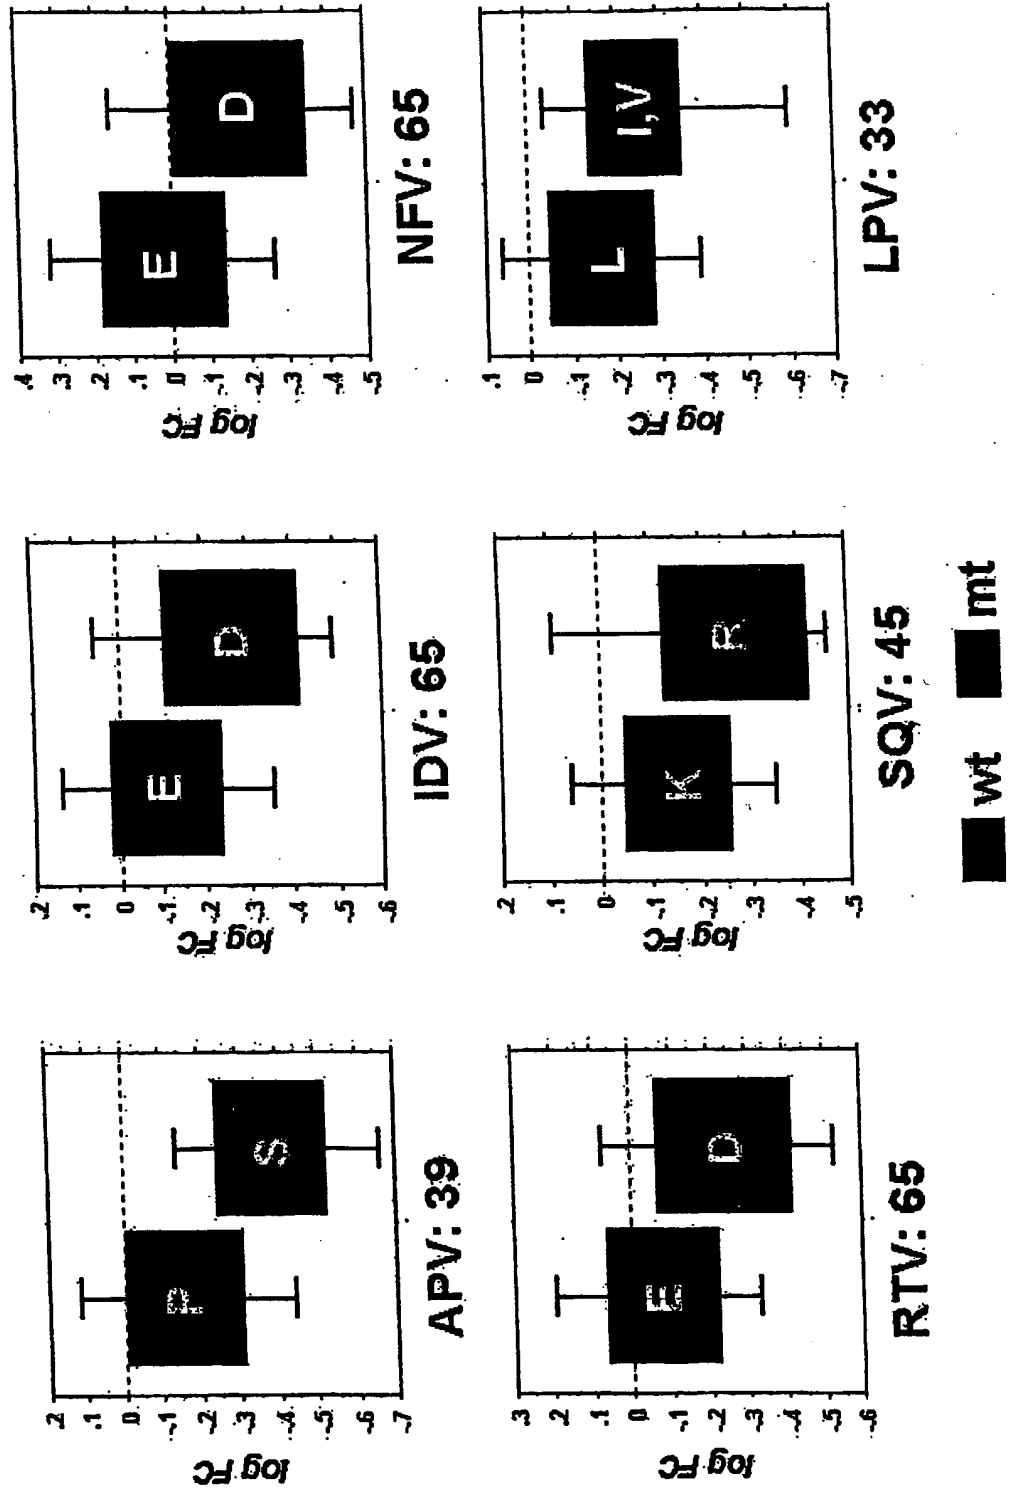 log FC
.2
.1
0
-.1
-.2
-.3
-.4
-.5
-.6
-.7
P
S
APV: 39
log FC
.2
.1
0
-.1
-.2
-.3
-.4
-.5
-.6
E
D
IDV: 65
log FC
.4
.3
.2
.1
0
-.1
-.2
-.3
-.4
-.5
E
D
NFV: 65
log FC
.3
.2
.1
0
-.1
-.2
-.3
-.4
-.5
-.6
E
D
RTV: 65
log FC
.2
.1
0
-.1
-.2
-.3
-.4
-.5
K
R
SQV: 45
log FC
.1
0
-.1
-.2
-.3
-.4
-.5
-.6
-.7
L
I,V
LPV: 33
wt
mt